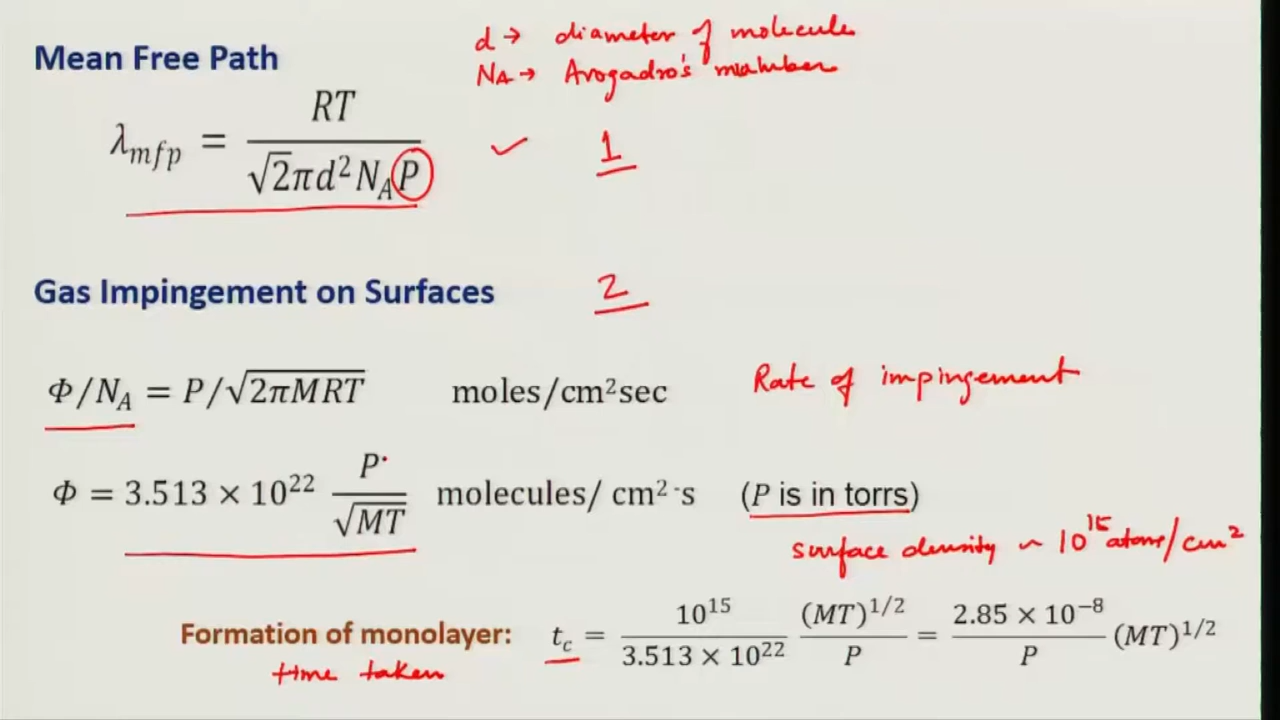 Mean Free Path
d → diameter of molecule
NA → Avogadro's number
λmfp = RT / √2πd²NAP ✓ 1
Gas Impingement on Surfaces 2
Φ/NA = P/√2πMRT moles/cm²sec Rate of impingement
Φ = 3.513 × 10²² P/√MT molecules/ cm²·s (P is in torrs)
surface density ~ 10¹⁵ atoms/cm²
Formation of monolayer: tc = 10¹⁵ / 3.513 × 10²² (MT)^1/2 / P = 2.85 × 10⁻⁸ / P (MT)^1/2
time taken